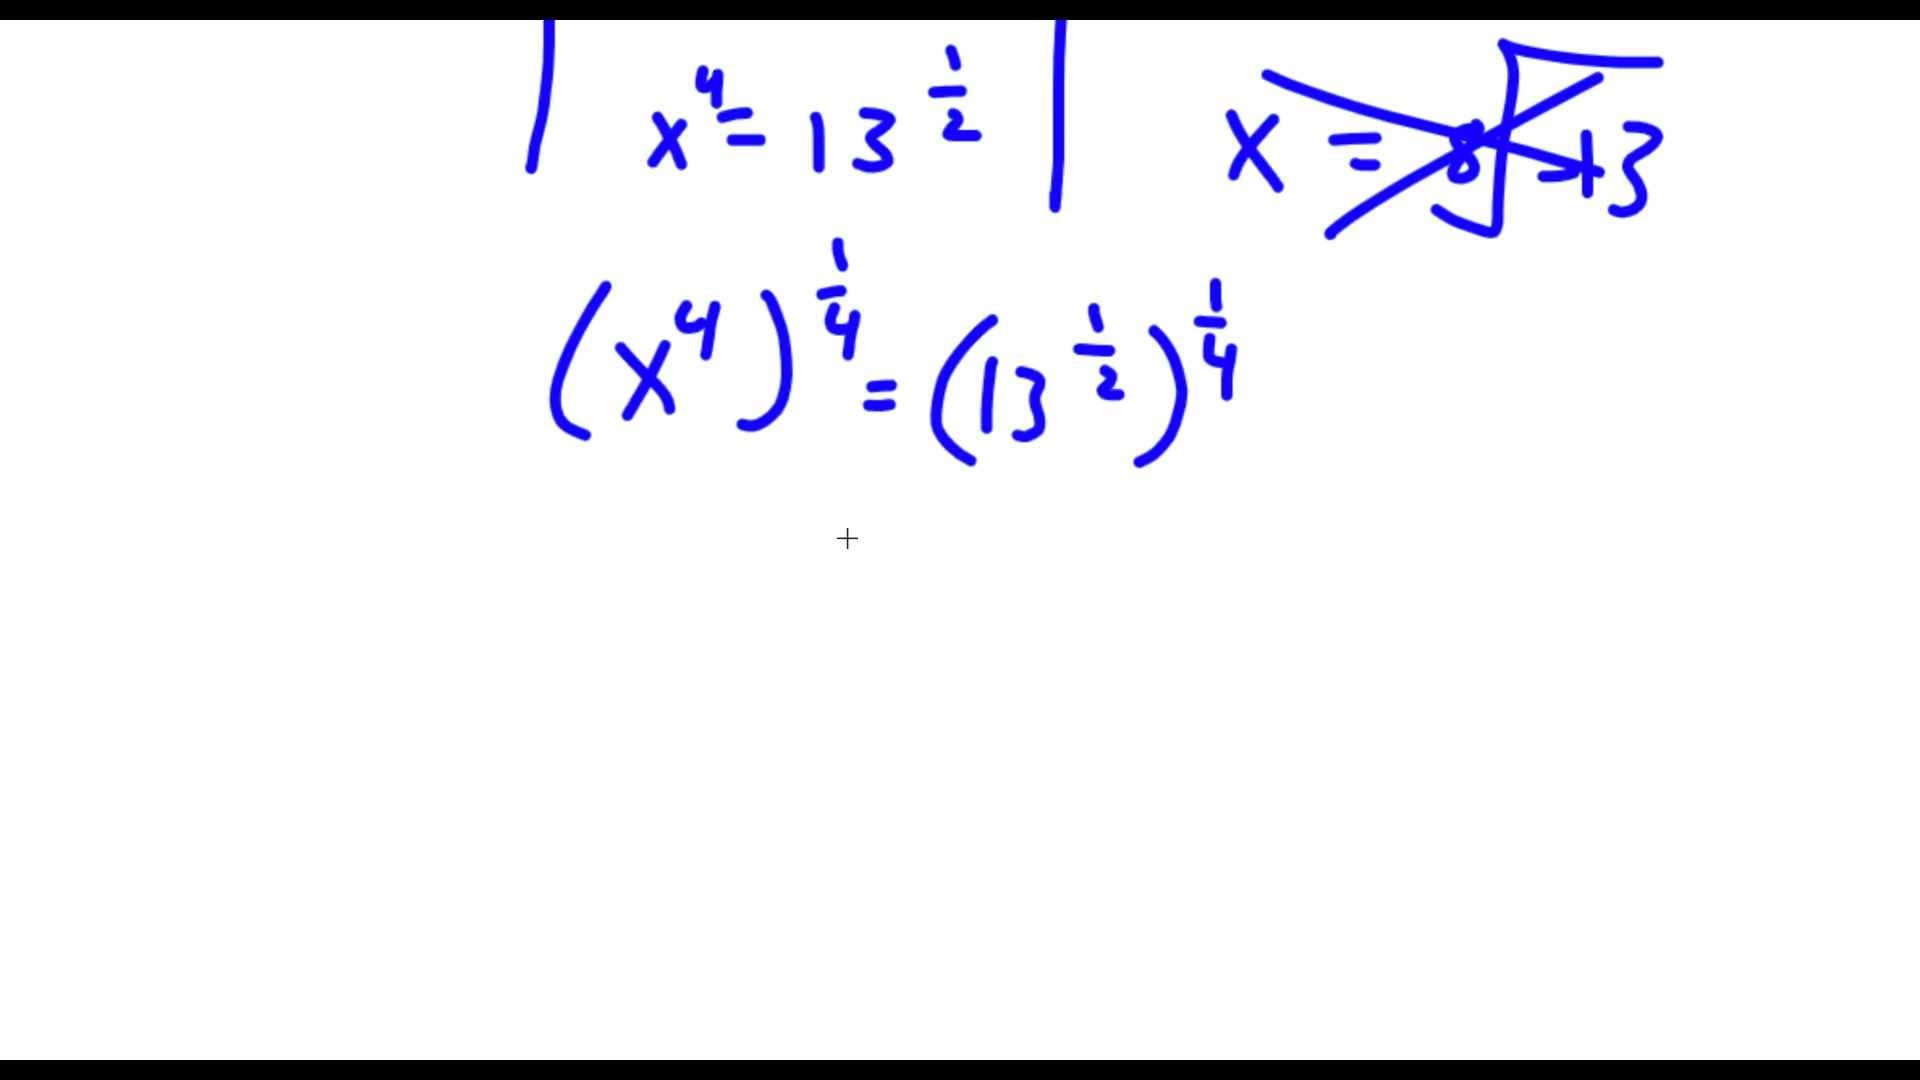 x⁴ = 13^(1/2)
x = ⁸√-13
(x⁴)^(1/4) = (13^(1/2))^(1/4)